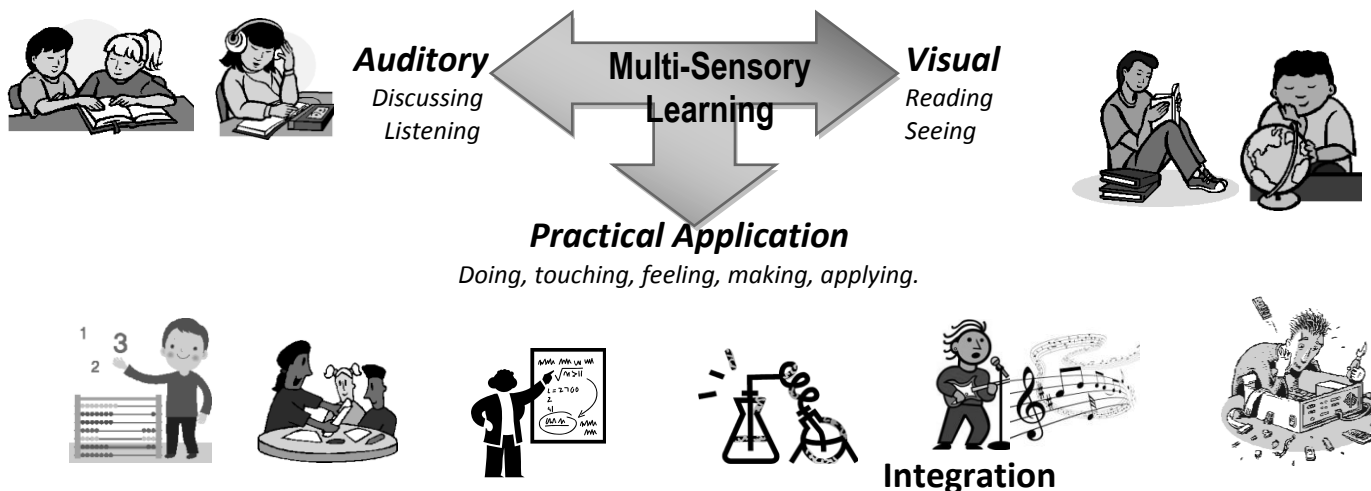 Auditory
Discussing
Listening
Multi-Sensory
Learning
Visual
Reading
Seeing
Practical Application
Doing, touching, feeling, making, applying.
1
3
2
Integration